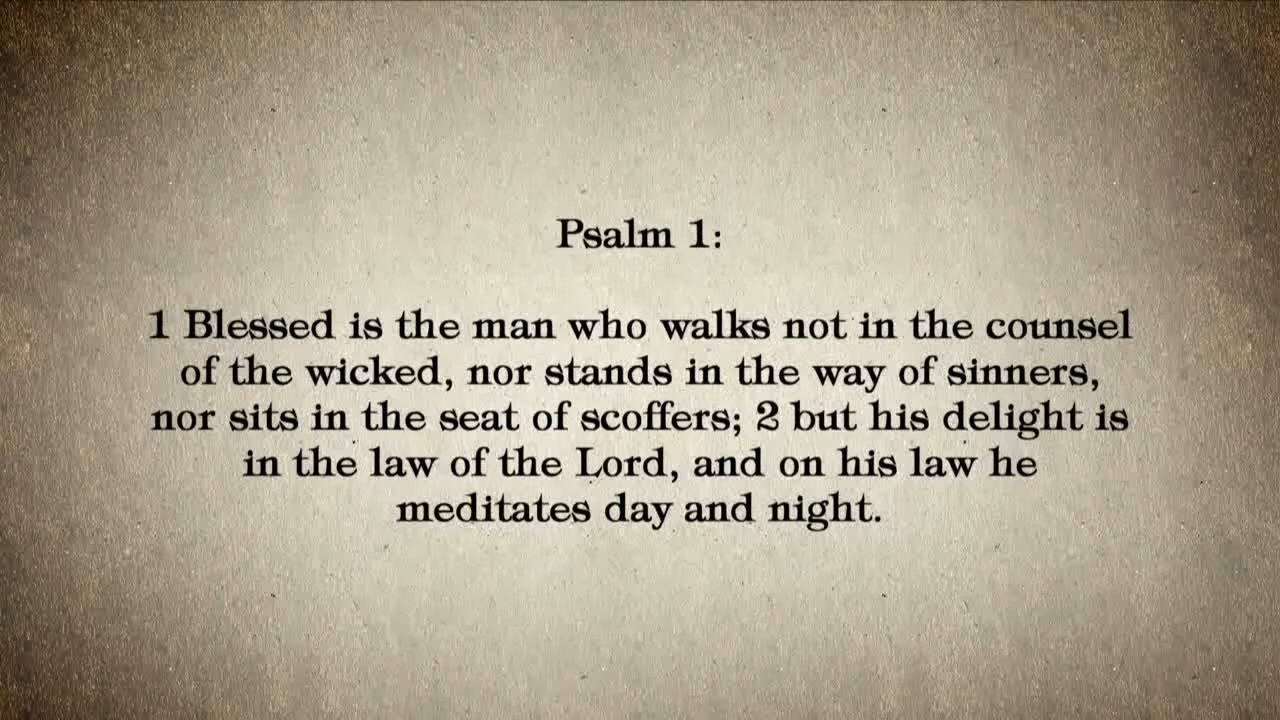 Psalm 1:
1 Blessed is the man who walks not in the counsel
of the wicked, nor stands in the way of sinners,
nor sits in the seat of scoffers; 2 but his delight is
in the law of the Lord, and on his law he
meditates day and night.